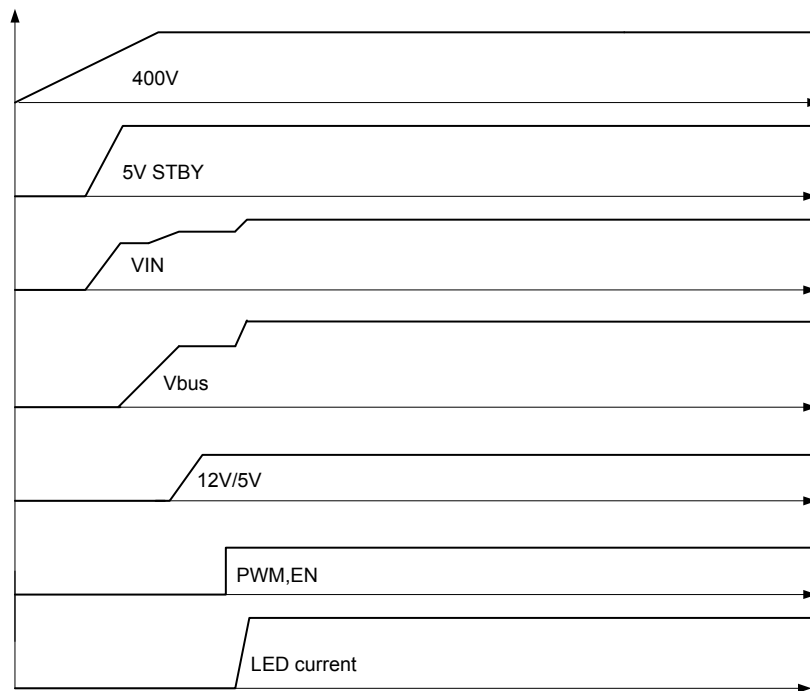 400V
5V STBY
VIN
Vbus
12V/5V
PWM,EN
LED current